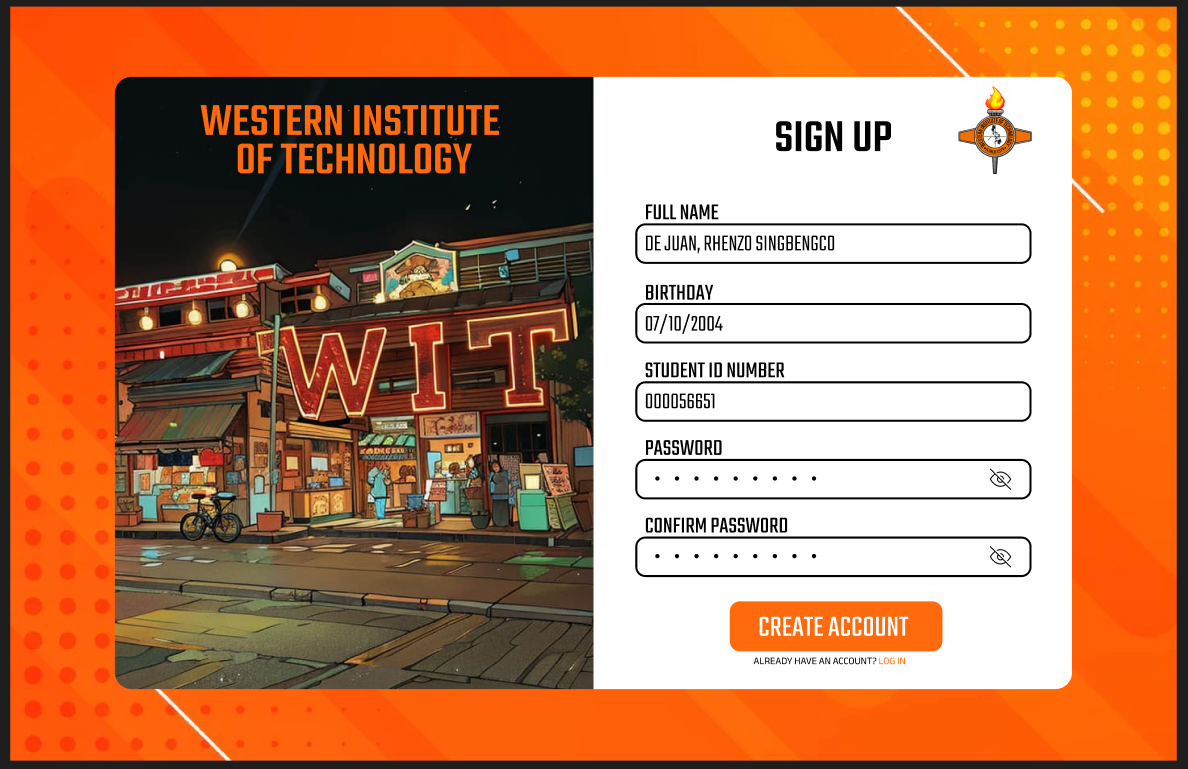 WESTERN INSTITUTE
OF TECHNOLOGY
WIT
SIGN UP
FULL NAME
DE JUAN, RHENZO SINGBENGCO
BIRTHDAY
07/10/2004
STUDENT ID NUMBER
000056651
PASSWORD
CONFIRM PASSWORD
CREATE ACCOUNT
ALREADY HAVE AN ACCOUNT? LOG IN